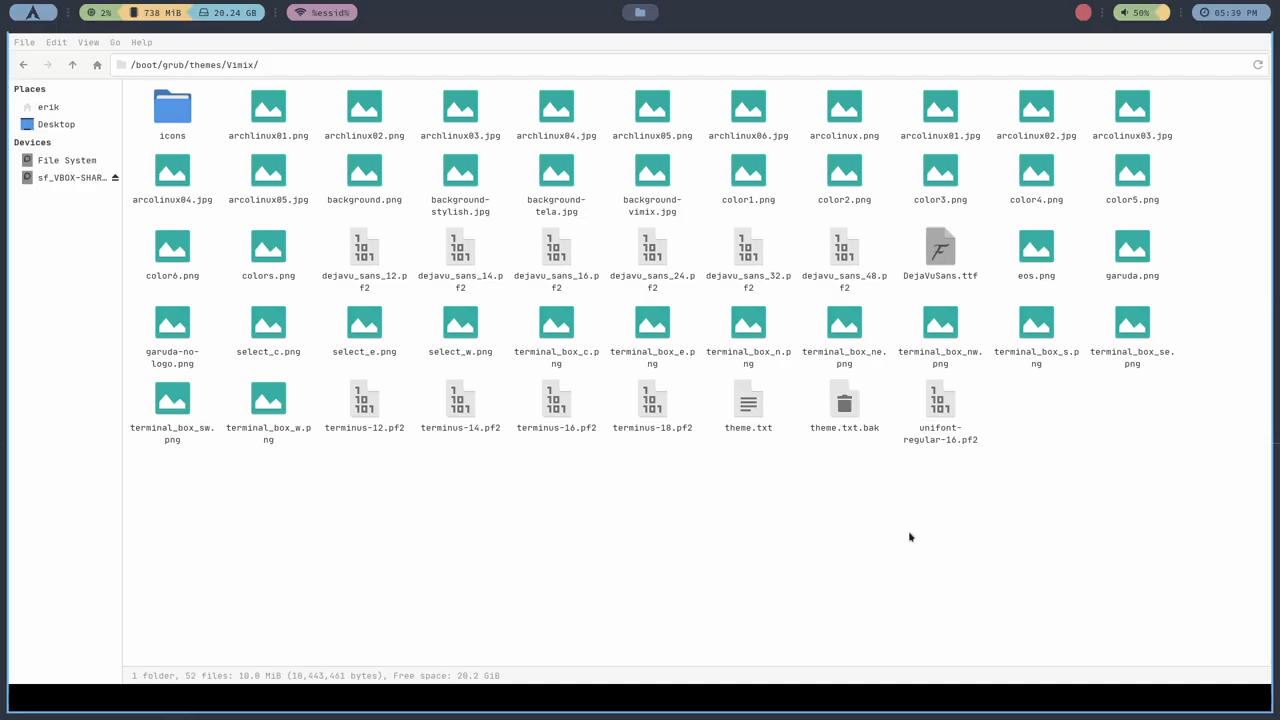 2% 738 MiB 20.24 GB %essid% 50% 05:39 PM
File Edit View Go Help
/boot/grub/themes/Vimix/
Places
erik
Desktop
Devices
File System
sf_VBOX-SHAR…
icons archlinux01.png archlinux02.png archlinux03.jpg archlinux04.jpg archlinux05.png archlinux06.jpg arcolinux.png arcolinux01.jpg arcolinux02.jpg arcolinux03.jpg
arcolinux04.jpg arcolinux05.jpg background.png background- background- background- color1.png color2.png color3.png color4.png color5.png
stylish.jpg tela.jpg vimix.jpg
color6.png colors.png dejavu_sans_12.p dejavu_sans_14.p dejavu_sans_16.p dejavu_sans_24.p dejavu_sans_32.p dejavu_sans_48.p DejaVuSans.ttf eos.png garuda.png
f2 f2 f2 f2 f2 f2
garuda-no- select_c.png select_e.png select_w.png terminal_box_c.p terminal_box_e.p terminal_box_n.p terminal_box_ne. terminal_box_nw. terminal_box_s.p terminal_box_se.
logo.png ng ng ng png png ng png
terminal_box_sw. terminal_box_w.p terminus-12.pf2 terminus-14.pf2 terminus-16.pf2 terminus-18.pf2 theme.txt theme.txt.bak unifont-
png ng regular-16.pf2
1 folder, 52 files: 10.0 MiB (10,443,461 bytes), Free space: 20.2 GiB